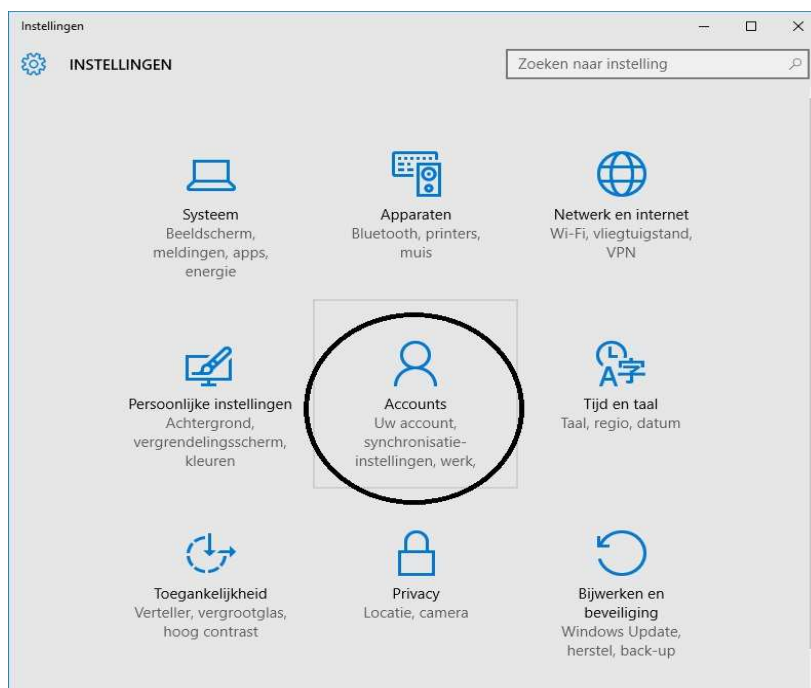 Instellingen
INSTELLINGEN
Zoeken naar instelling
Systeem
Beeldscherm,
meldingen, apps,
energie
Apparaten
Bluetooth, printers,
muis
Netwerk en internet
Wi-Fi, vliegtuigstand,
VPN
Persoonlijke instellingen
Achtergrond,
vergrendelingsscherm,
kleuren
Accounts
Uw account,
synchronisatie-
instellingen, werk,
Tijd en taal
Taal, regio, datum
Toegankelijkheid
Verteller, vergrootglas,
hoog contrast
Privacy
Locatie, camera
Bijwerken en
beveiliging
Windows Update,
herstel, back-up